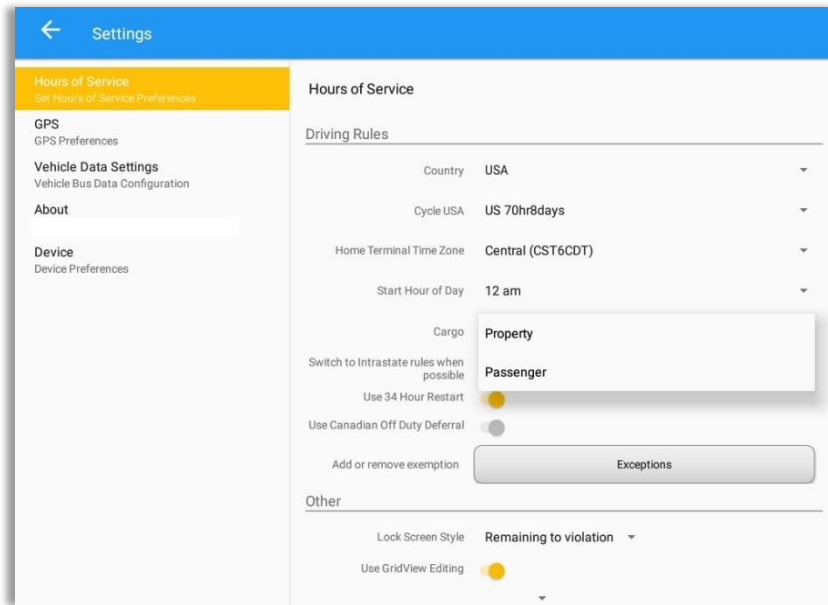 Settings
Hours of Service
Set Hours of Service Preferences
GPS
GPS Preferences
Vehicle Data Settings
Vehicle Bus Data Configuration
About
Device
Device Preferences
Hours of Service
Driving Rules
Country USA
Cycle USA US 70hr8days
Home Terminal Time Zone Central (CST6CDT)
Start Hour of Day 12 am
Cargo Property
Passenger
Switch to Intrastate rules when
possible
Use 34 Hour Restart
Use Canadian Off Duty Deferral
Add or remove exemption Exceptions
Other
Lock Screen Style Remaining to violation
Use GridView Editing